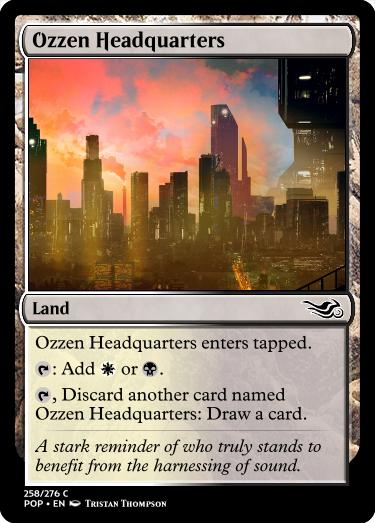 Ozzen Headquarters
Land
Ozzen Headquarters enters tapped.
: Add or .
, Discard another card named
Ozzen Headquarters: Draw a card.
A stark reminder of who truly stands to
benefit from the harnessing of sound.
258/276 C
POP • EN Tristan Thompson